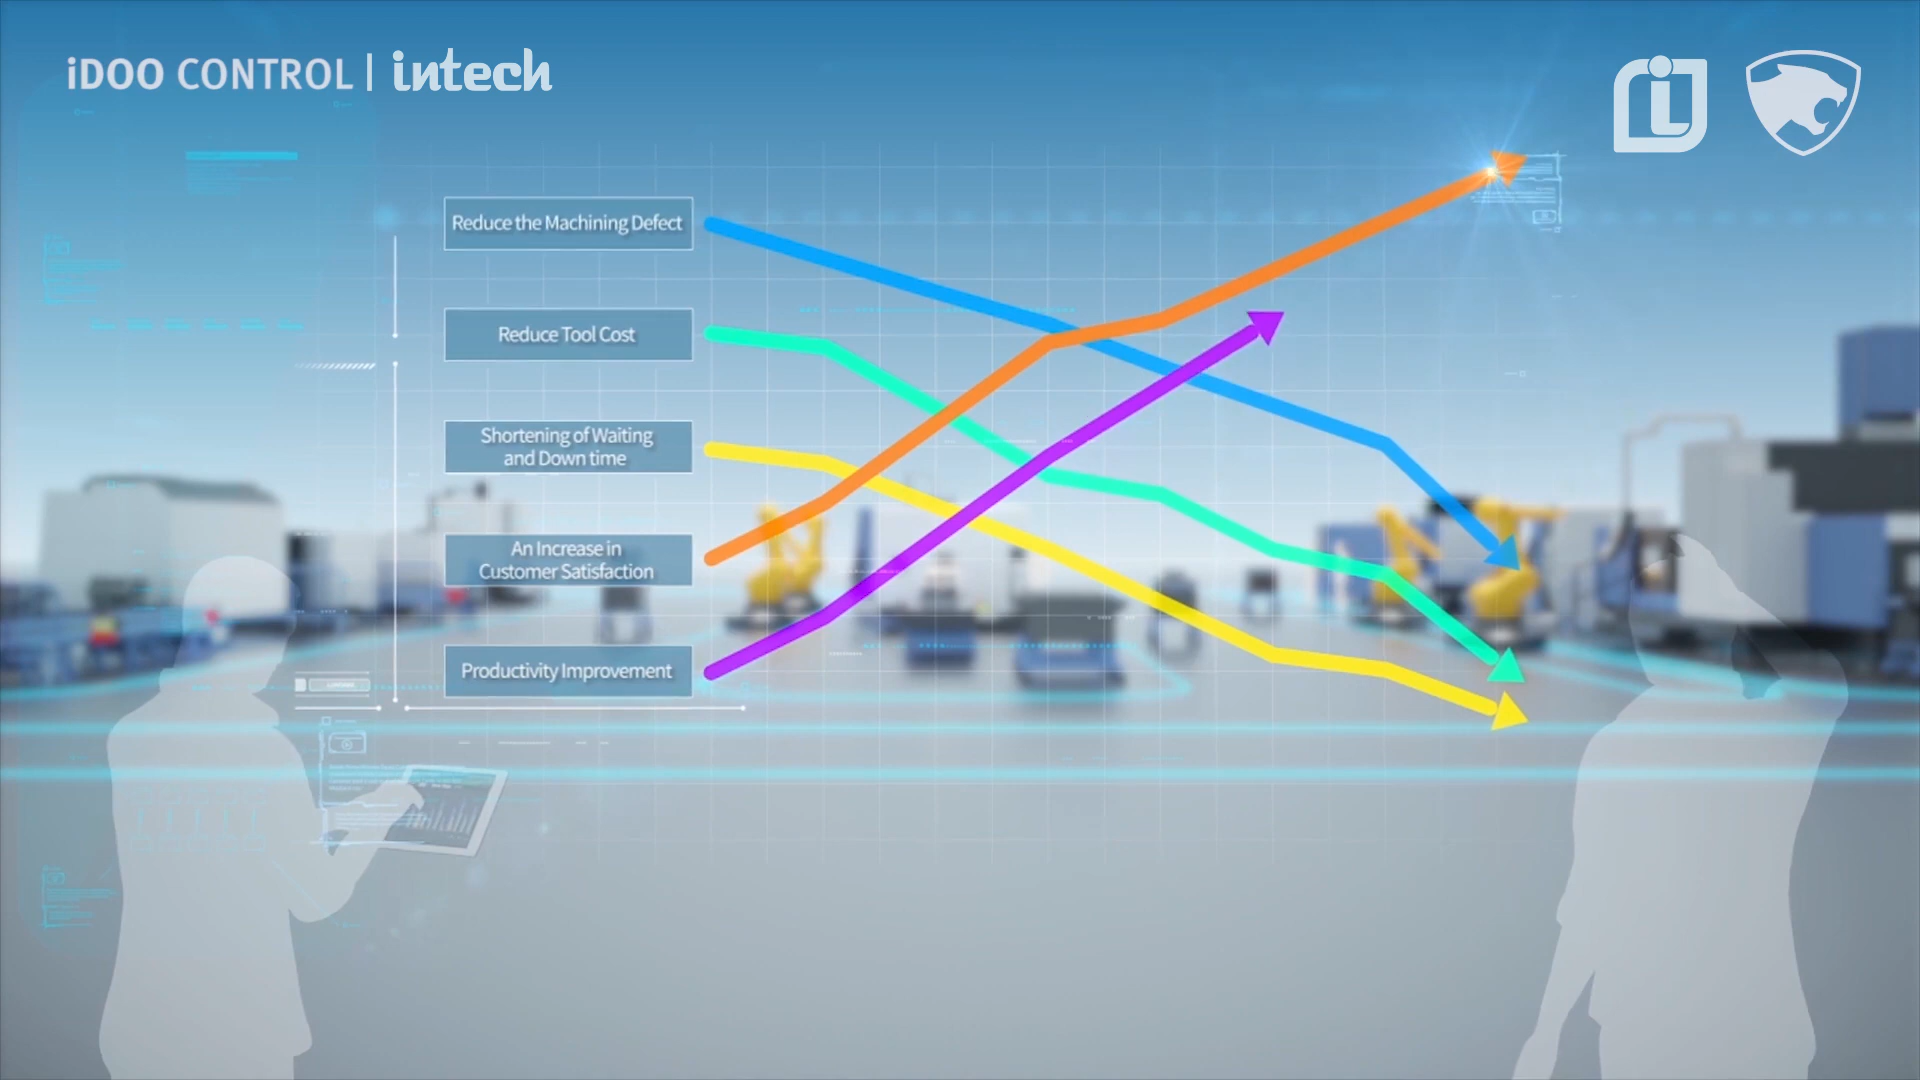 iDOO CONTROL | intech
Reduce the Machining Defect
Reduce Tool Cost
Shortening of Waiting
and Down time
An Increase in
Customer Satisfaction
Productivity Improvement